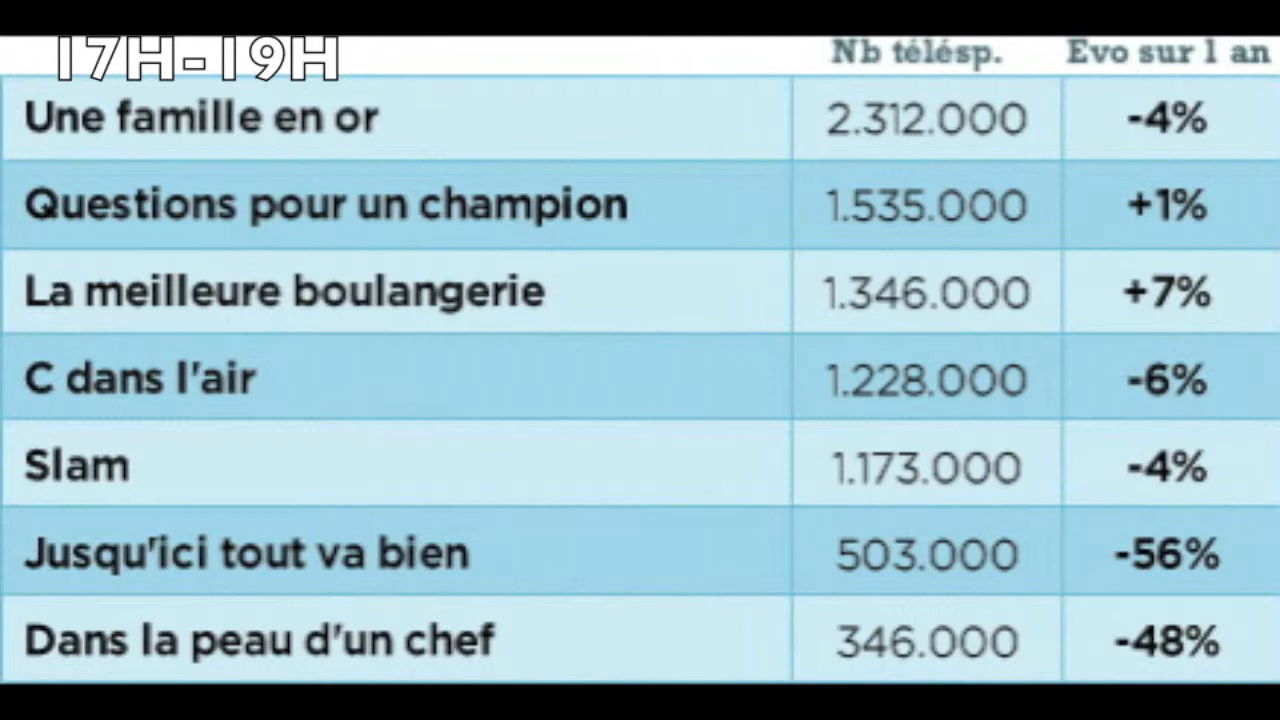 17H-19H Nb télésp. Evo sur 1 an
Une famille en or 2.312.000 -4%
Questions pour un champion 1.535.000 +1%
La meilleure boulangerie 1.346.000 +7%
C dans l'air 1.228.000 -6%
Slam 1.173.000 -4%
Jusqu'ici tout va bien 503.000 -56%
Dans la peau d'un chef 346.000 -48%